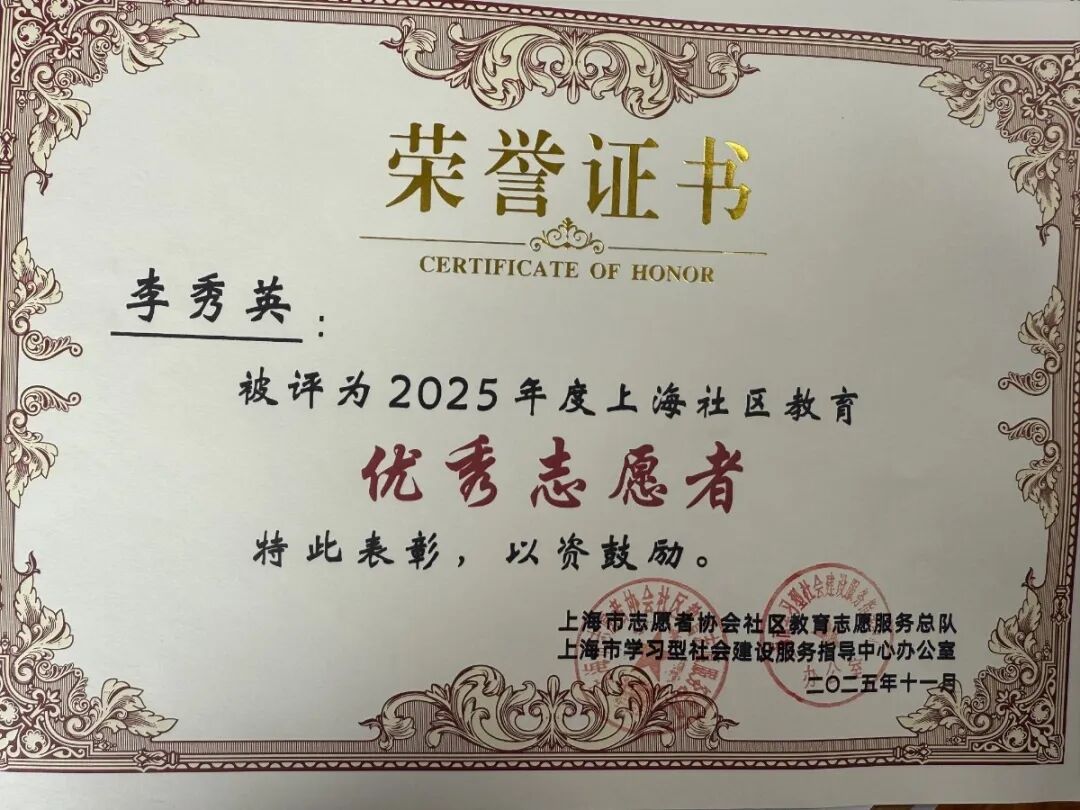 荣誉证书
CERTIFICATE OF HONOR
李秀英：
被评为2025年度上海社区教育
优秀志愿者
特此表彰，以资鼓励。
上海市志愿者协会社区教育志愿服务总队
上海市学习型社会建设服务指导中心办公室
二〇二五年十一月